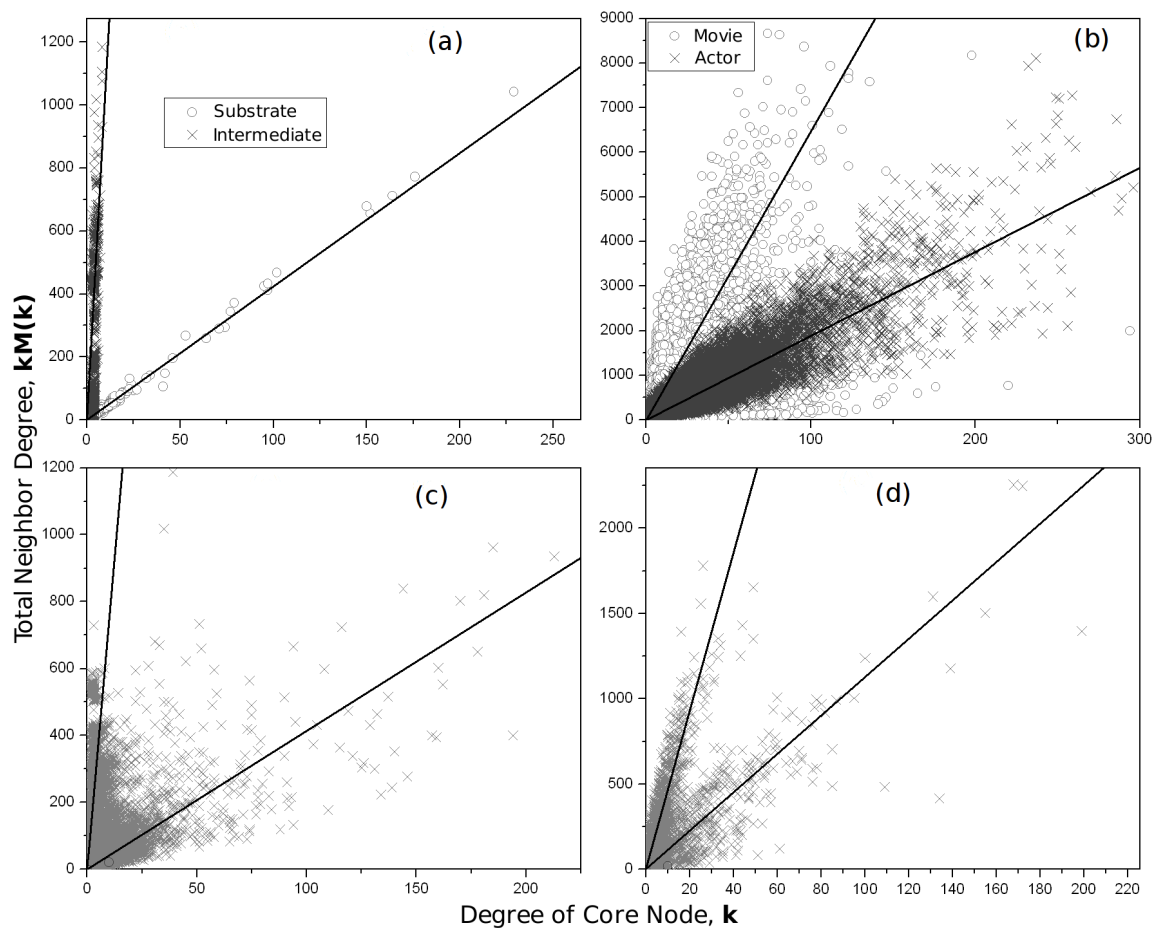 (a)
Substrate
Intermediate
1200
1000
800
600
400
200
0
0 50 100 150 200 250
(b)
Movie
Actor
9000
8000
7000
6000
5000
4000
3000
2000
1000
0
0 100 200 300
(c)
1200
1000
800
600
400
200
0
0 50 100 150 200
(d)
2000
1500
1000
500
0
0 20 40 60 80 100 120 140 160 180 200 220
Total Neighbor Degree, kM(k)
Degree of Core Node, k